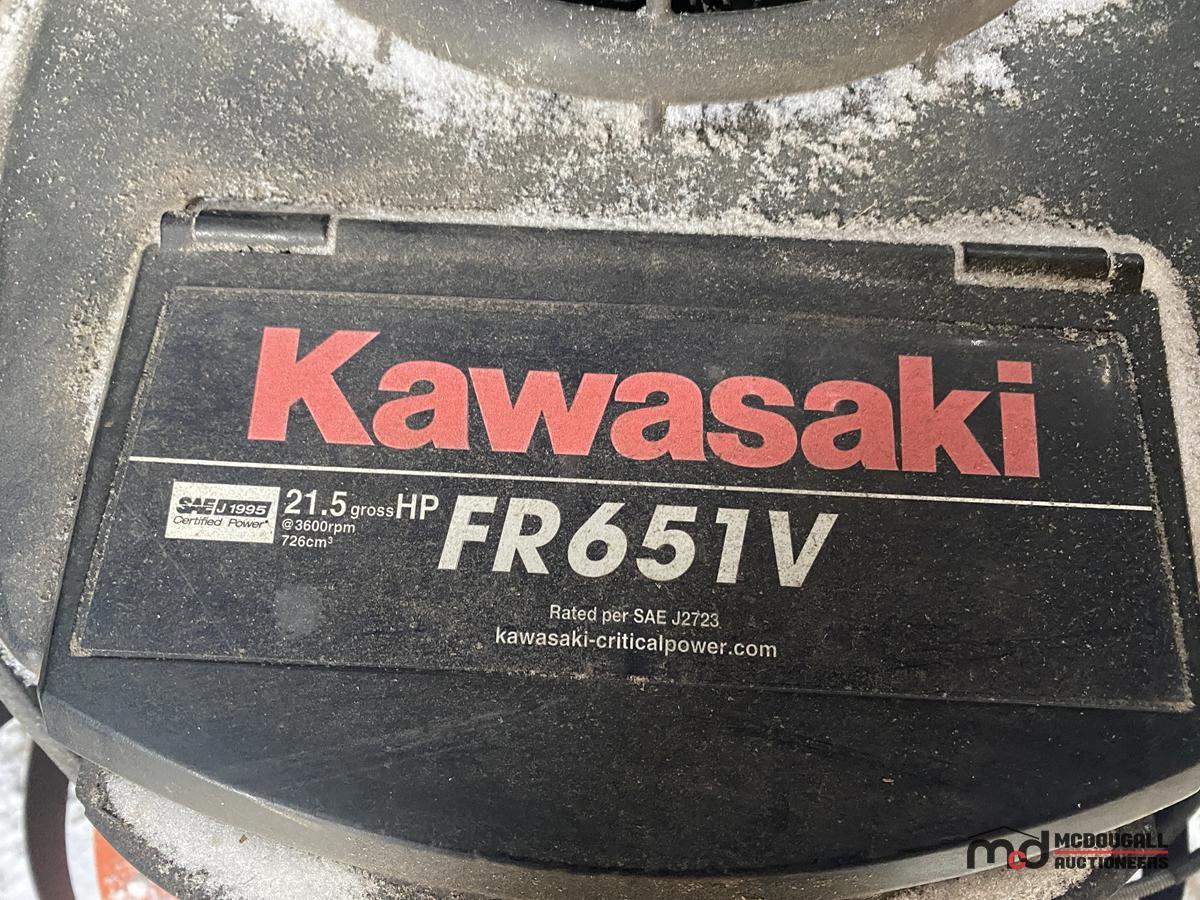 Kawasaki
SAE J1995
Certified Power®
21.5 gross HP
@3600rpm
726cm³
FR651V
Rated per SAE J2723
kawasaki-criticalpower.com
mcd MCDOUGALL
AUCTIONEERS